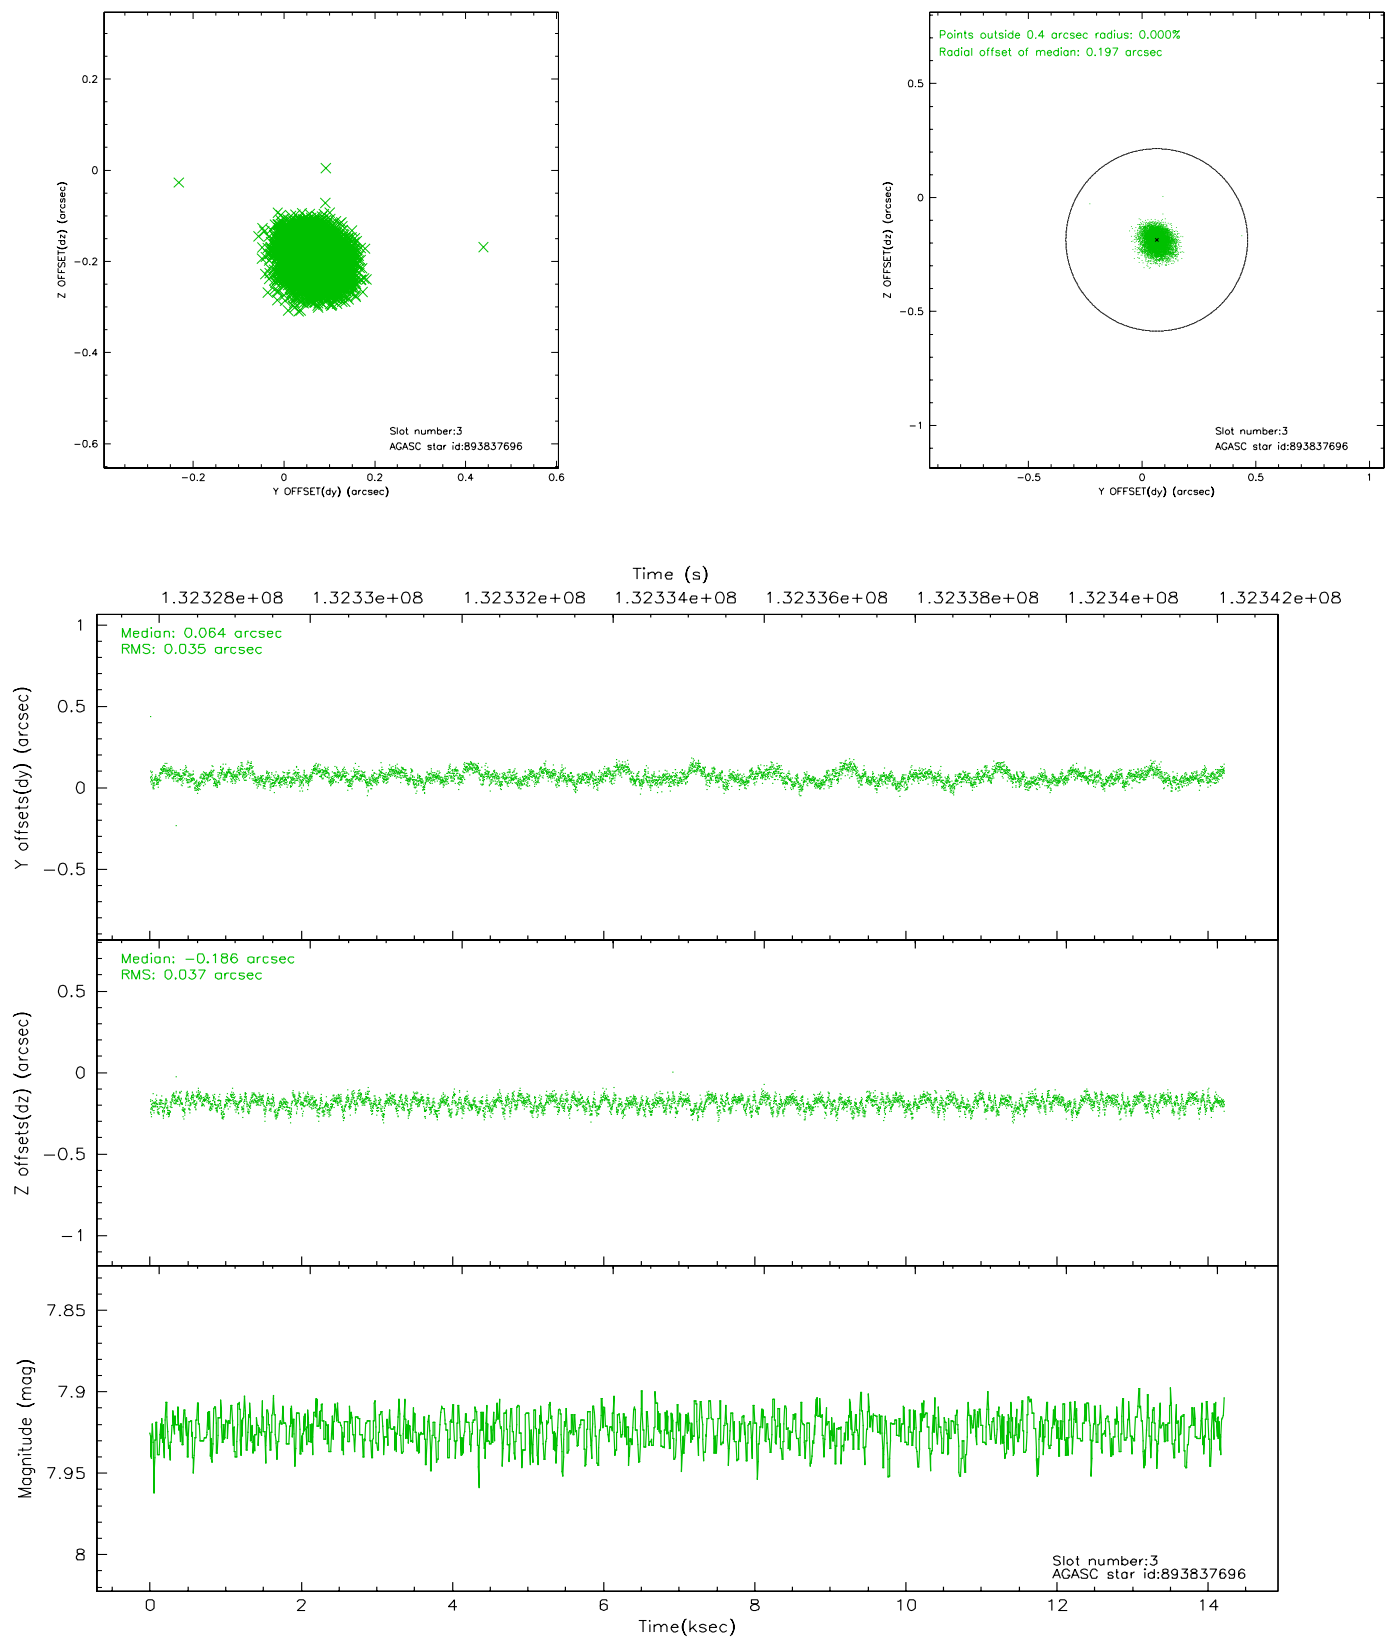 0.2
0
−0.2
−0.4
−0.6
Z OFFSET(dz) (arcsec)
Slot number:3
AGASC star id:893837696
−0.2 0 0.2 0.4 0.6
Y OFFSET(dy) (arcsec)
Points outside 0.4 arcsec radius: 0.000%
Radial offset of median: 0.197 arcsec
0.5
0
−0.5
−1
Z OFFSET(dz) (arcsec)
Slot number:3
AGASC star id:893837696
−0.5 0 0.5 1
Y OFFSET(dy) (arcsec)
Time (s)
1.32328e+08 1.3233e+08 1.32332e+08 1.32334e+08 1.32336e+08 1.32338e+08 1.3234e+08 1.32342e+08
Median: 0.064 arcsec
RMS: 0.035 arcsec
1
0.5
0
−0.5
Y offsets(dy) (arcsec)
Median: −0.186 arcsec
RMS: 0.037 arcsec
0.5
0
−0.5
−1
Z offsets(dz) (arcsec)
7.85
7.9
7.95
8
Magnitude (mag)
Slot number:3
AGASC star id:893837696
0 2 4 6 8 10 12 14
Time(ksec)